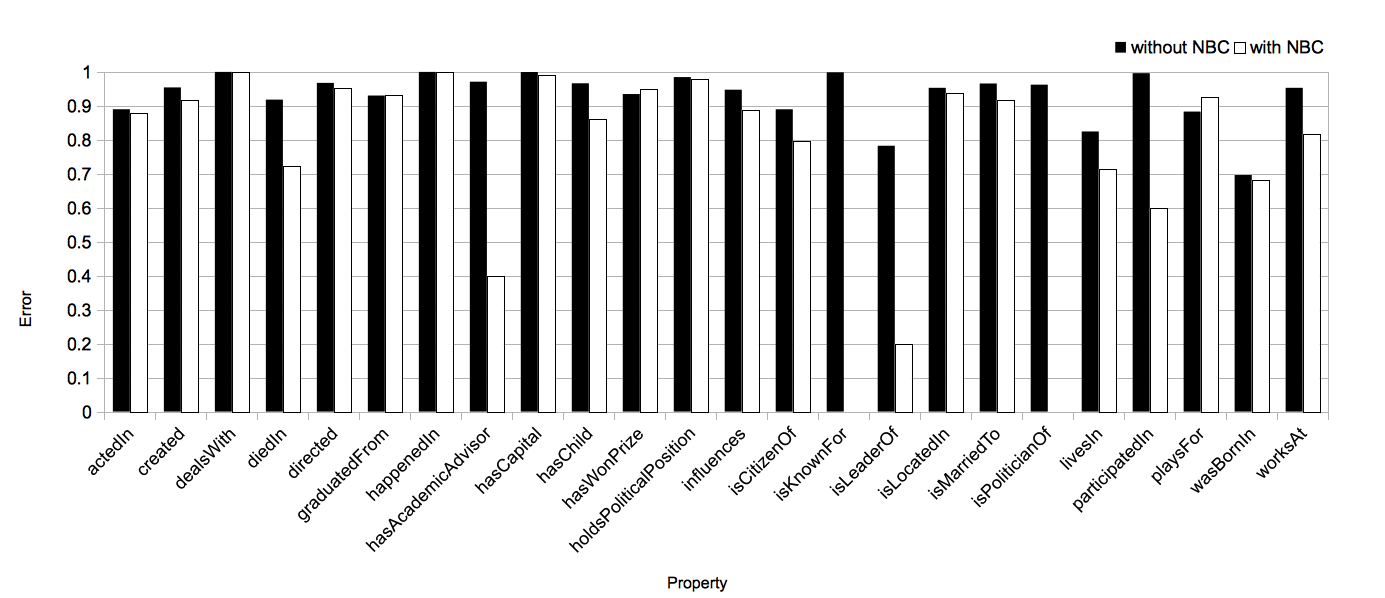 without NBC with NBC
1
0.9
0.8
0.7
0.6
0.5
0.4
0.3
0.2
0.1
0
Error
actedIn
created
dealsWith
diedIn
directed
graduatedFrom
happenedIn
hasAcademicAdvisor
hasCapital
hasChild
hasWonPrize
holdsPoliticalPosition
influences
isCitizenOf
isKnownFor
isLeaderOf
isLocatedIn
isMarriedTo
isPoliticianOf
livesIn
participatedIn
playsFor
wasBornIn
worksAt
Property